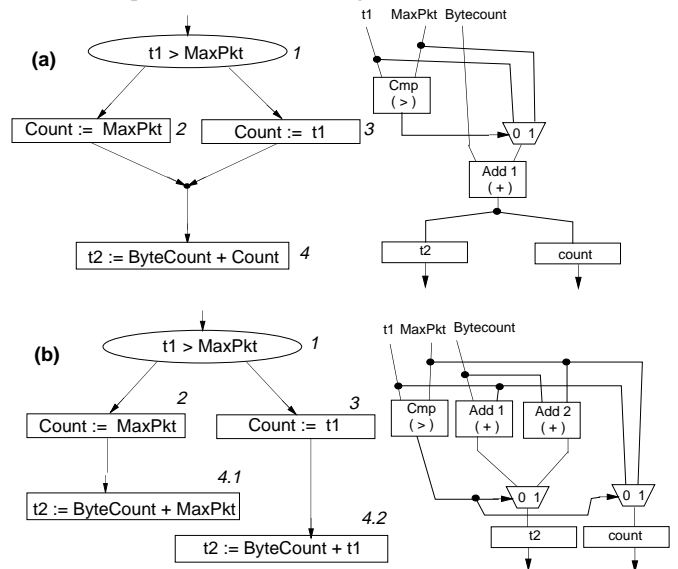 (a)
t1 > MaxPkt 1
Count := MaxPkt 2
Count := t1 3
t2 := ByteCount + Count 4
t1 MaxPkt Bytecount
Cmp
( > )
0 1
Add 1
( + )
t2
count
(b)
t1 > MaxPkt 1
2
Count := MaxPkt
3
Count := t1
4.1
t2 := ByteCount + MaxPkt
4.2
t2 := ByteCount + t1
t1 MaxPkt Bytecount
Cmp
( > )
Add 1
( + )
Add 2
( + )
0 1
0 1
t2
count